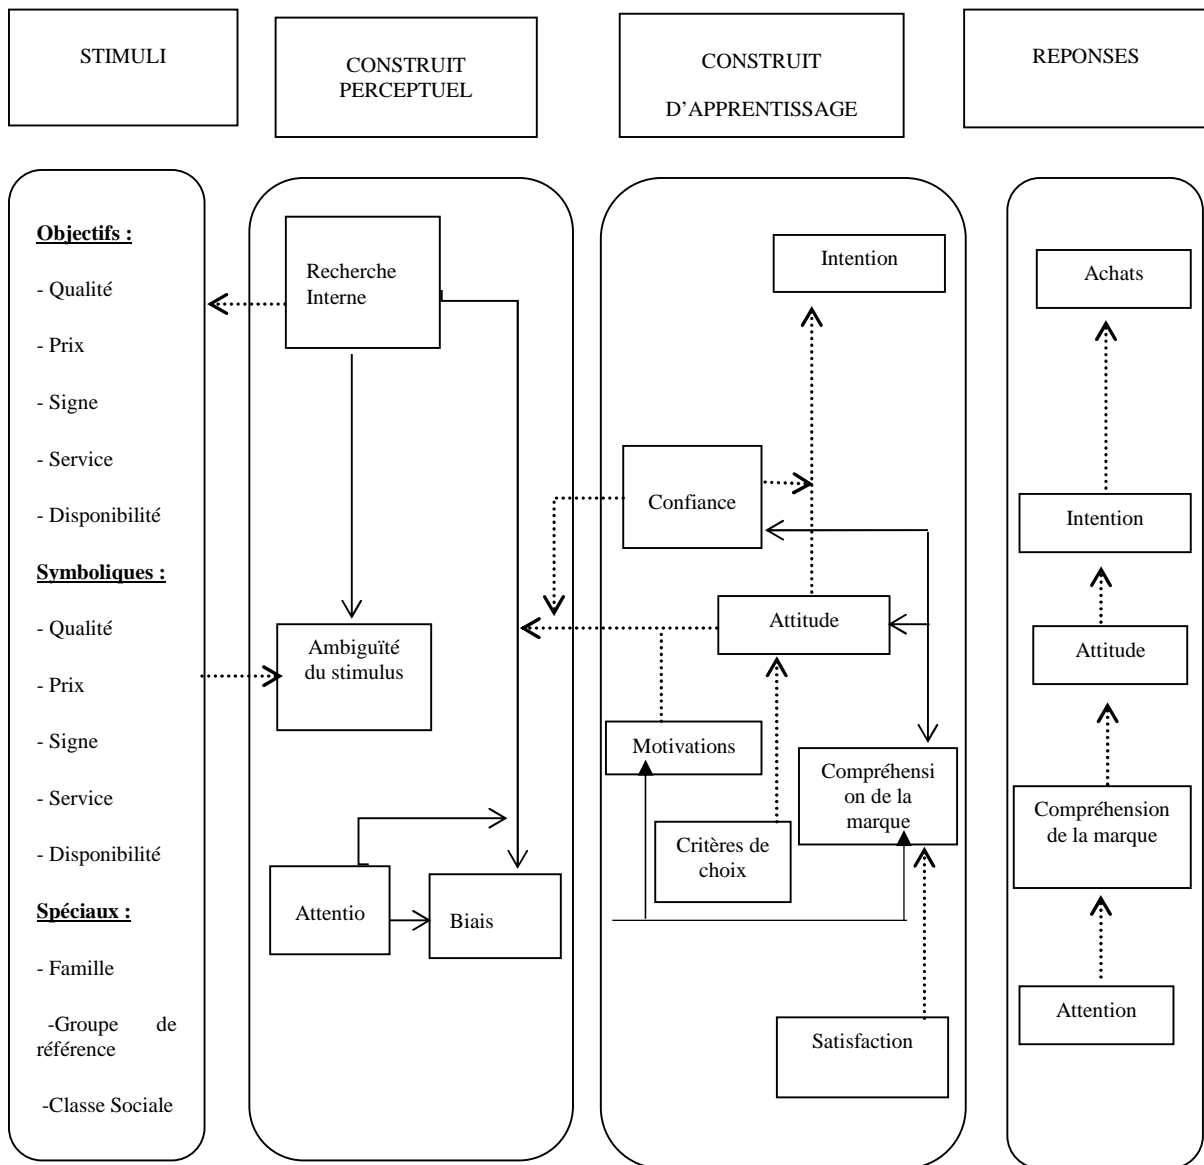 STIMULI
CONSTRUIT
PERCEPTUEL
CONSTRUIT
D’APPRENTISSAGE
REPONSES
Objectifs :
- Qualité
- Prix
- Signe
- Service
- Disponibilité
Symboliques :
- Qualité
- Prix
- Signe
- Service
- Disponibilité
Spéciaux :
- Famille
-Groupe de
référence
-Classe Sociale
Recherche
Interne
Ambiguïté
du stimulus
Attentio
Biais
Intention
Confiance
Attitude
Motivations
Compréhensi
on de la
marque
Critères de
choix
Satisfaction
Achats
Intention
Attitude
Compréhension
de la marque
Attention